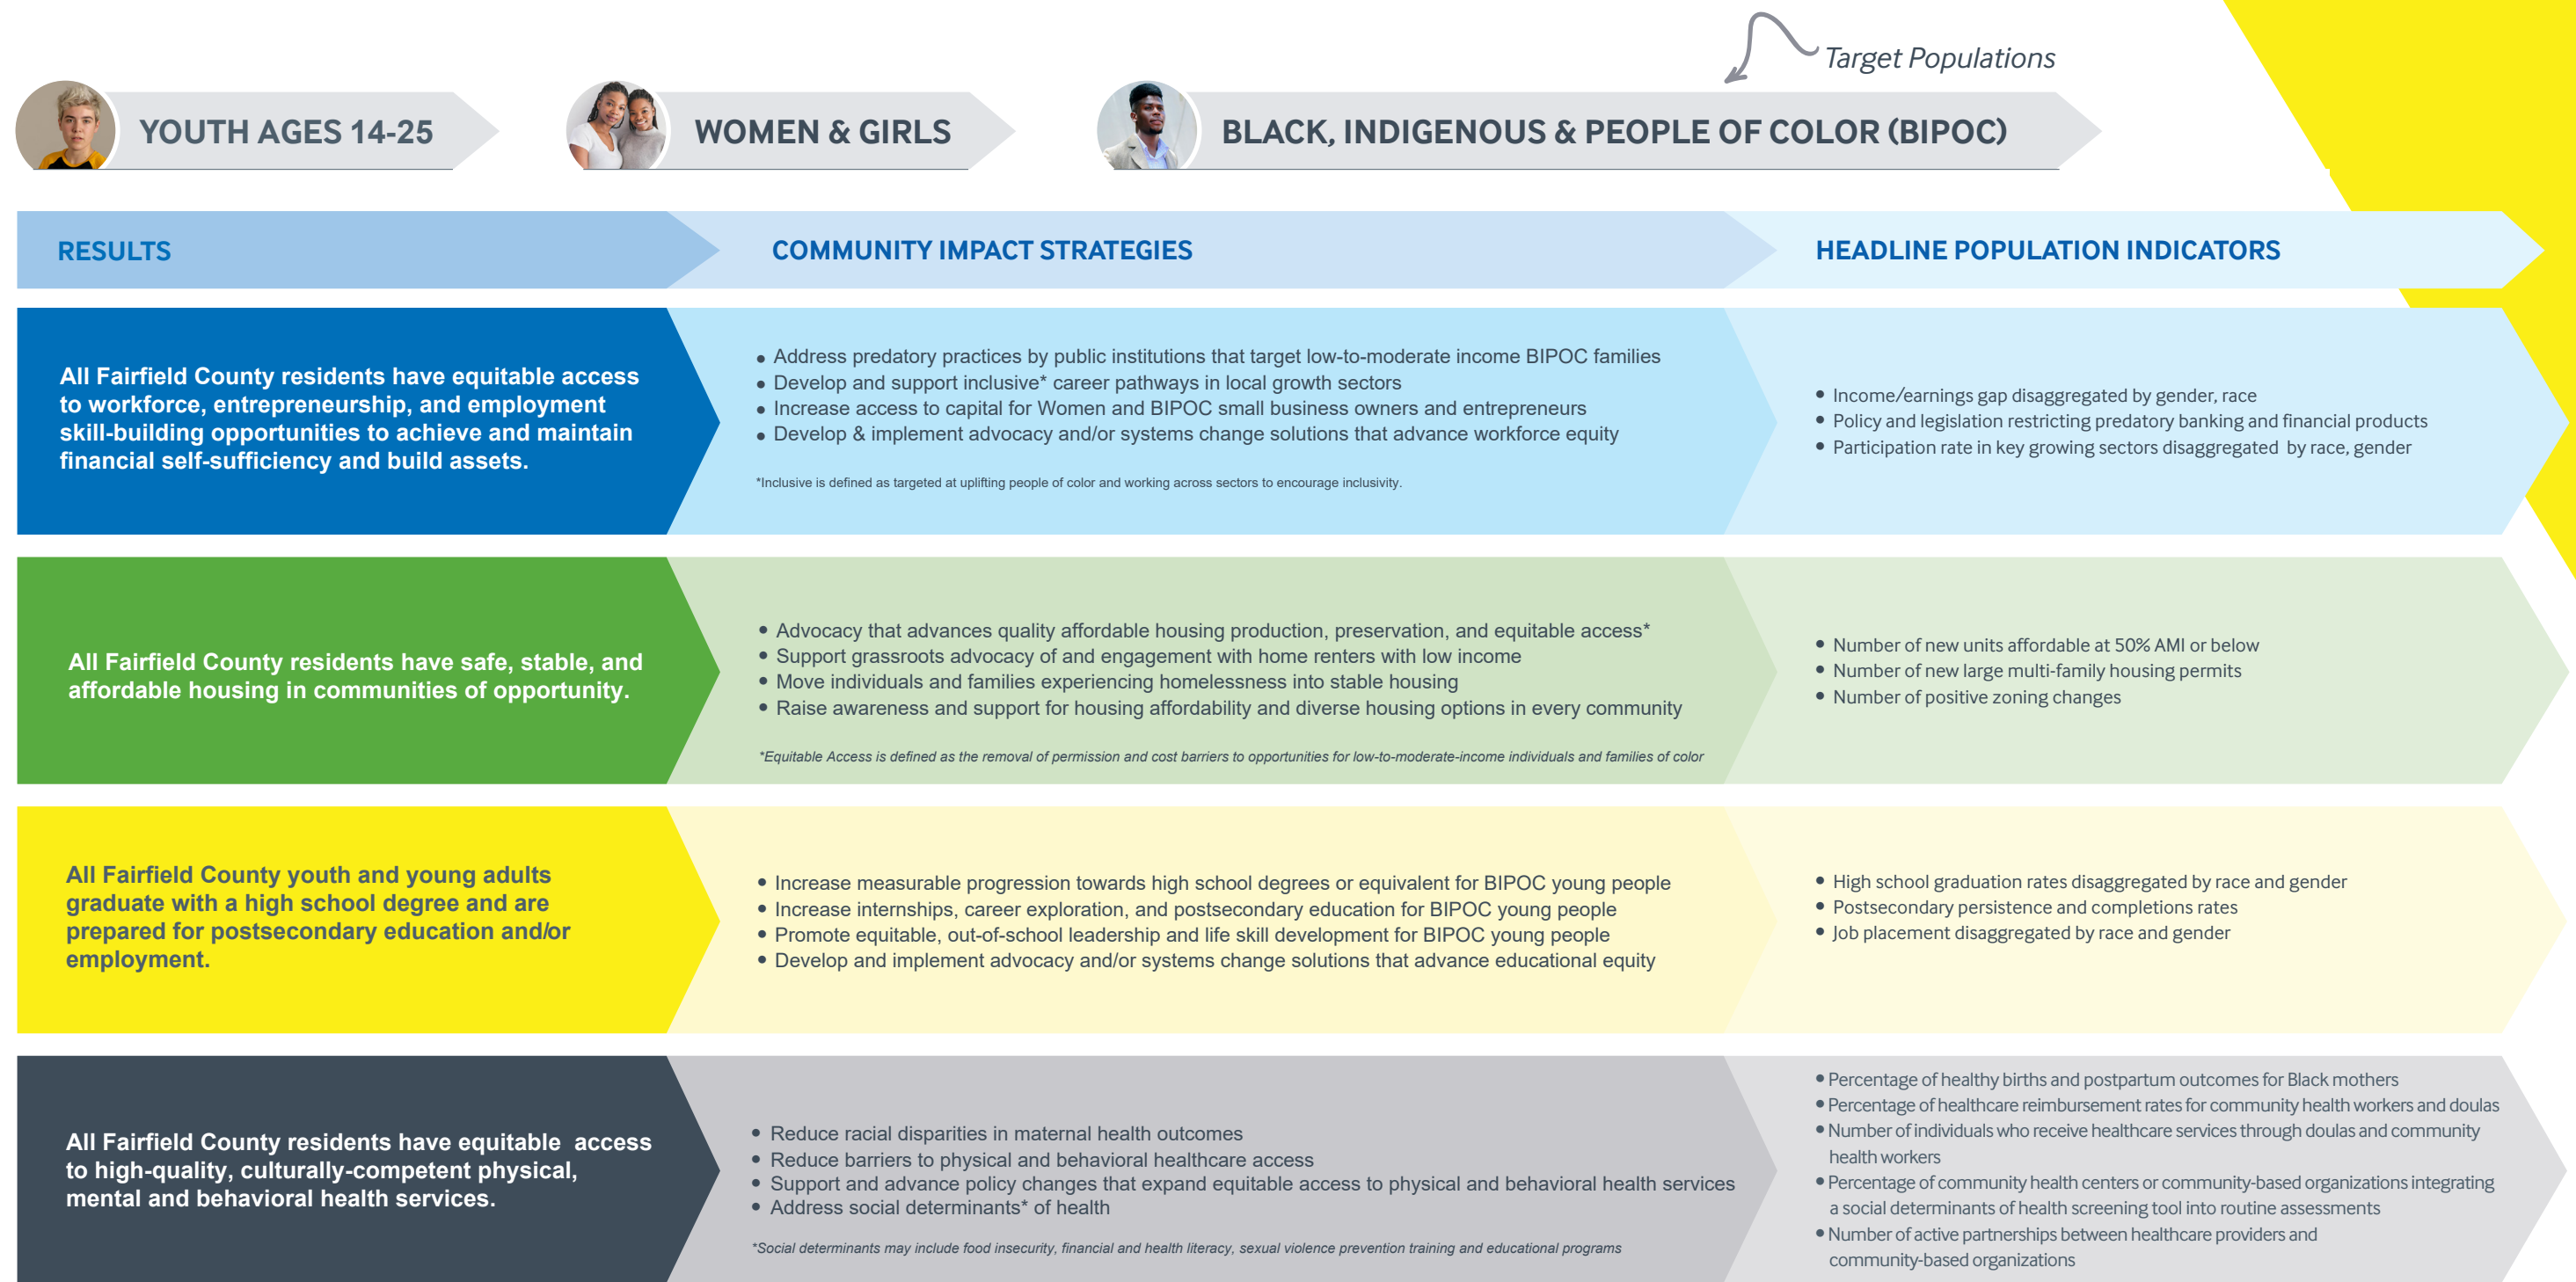 Target Populations
YOUTH AGES 14-25
WOMEN & GIRLS
BLACK, INDIGENOUS & PEOPLE OF COLOR (BIPOC)
RESULTS
COMMUNITY IMPACT STRATEGIES
HEADLINE POPULATION INDICATORS
All Fairfield County residents have equitable access
to workforce, entrepreneurship, and employment
skill-building opportunities to achieve and maintain
financial self-sufficiency and build assets.
• Address predatory practices by public institutions that target low-to-moderate income BIPOC families
• Develop and support inclusive* career pathways in local growth sectors
• Increase access to capital for Women and BIPOC small business owners and entrepreneurs
• Develop & implement advocacy and/or systems change solutions that advance workforce equity
*Inclusive is defined as targeted at uplifting people of color and working across sectors to encourage inclusivity.
• Income/earnings gap disaggregated by gender, race
• Policy and legislation restricting predatory banking and financial products
• Participation rate in key growing sectors disaggregated by race, gender
All Fairfield County residents have safe, stable, and
affordable housing in communities of opportunity.
• Advocacy that advances quality affordable housing production, preservation, and equitable access*
• Support grassroots advocacy of and engagement with home renters with low income
• Move individuals and families experiencing homelessness into stable housing
• Raise awareness and support for housing affordability and diverse housing options in every community
*Equitable Access is defined as the removal of permission and cost barriers to opportunities for low-to-moderate-income individuals and families of color
• Number of new units affordable at 50% AMI or below
• Number of new large multi-family housing permits
• Number of positive zoning changes
All Fairfield County youth and young adults
graduate with a high school degree and are
prepared for postsecondary education and/or
employment.
• Increase measurable progression towards high school degrees or equivalent for BIPOC young people
• Increase internships, career exploration, and postsecondary education for BIPOC young people
• Promote equitable, out-of-school leadership and life skill development for BIPOC young people
• Develop and implement advocacy and/or systems change solutions that advance educational equity
• High school graduation rates disaggregated by race and gender
• Postsecondary persistence and completions rates
• Job placement disaggregated by race and gender
All Fairfield County residents have equitable access
to high-quality, culturally-competent physical,
mental and behavioral health services.
• Reduce racial disparities in maternal health outcomes
• Reduce barriers to physical and behavioral healthcare access
• Support and advance policy changes that expand equitable access to physical and behavioral health services
• Address social determinants* of health
*Social determinants may include food insecurity, financial and health literacy, sexual violence prevention training and educational programs
• Percentage of healthy births and postpartum outcomes for Black mothers
• Percentage of healthcare reimbursement rates for community health workers and doulas
• Number of individuals who receive healthcare services through doulas and community
health workers
• Percentage of community health centers or community-based organizations integrating
a social determinants of health screening tool into routine assessments
• Number of active partnerships between healthcare providers and
community-based organizations